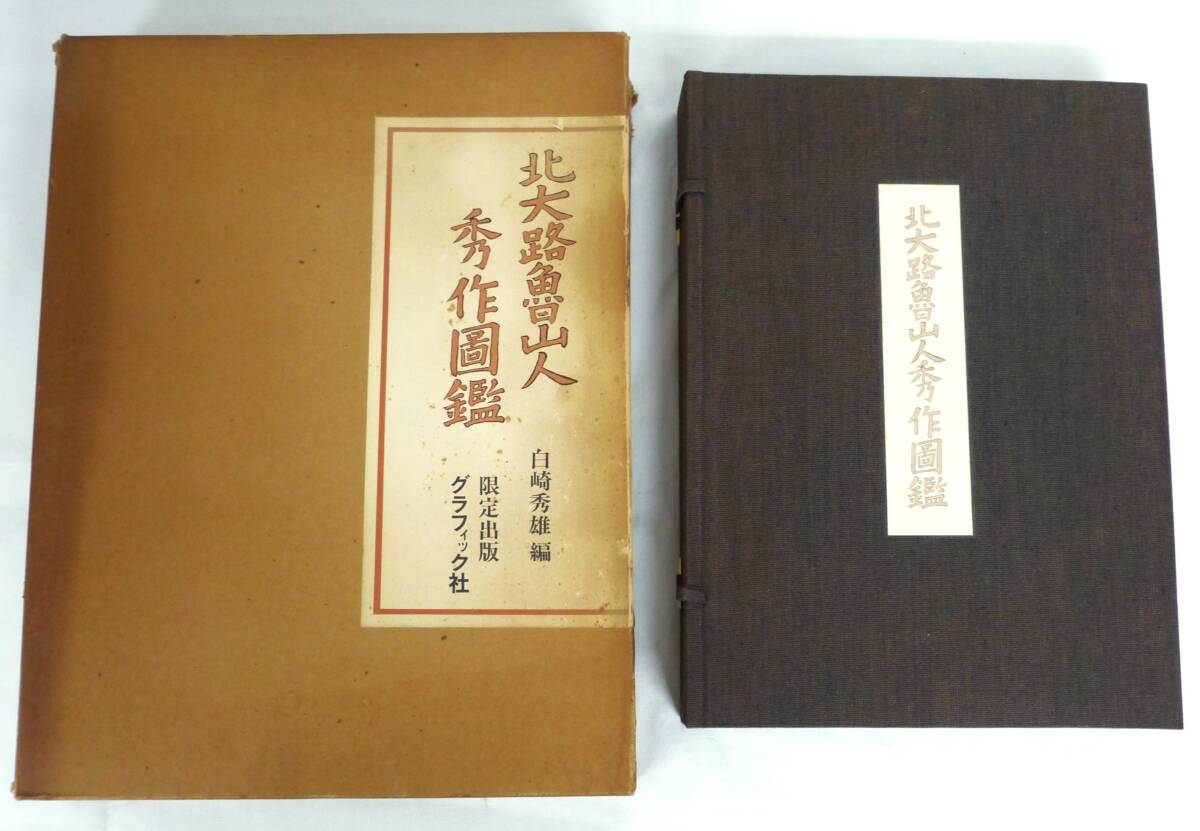 北大路魯山人
秀作圖鑑
白崎秀雄 編
限定出版
グラフィック社
北大路魯山人秀作圖鑑